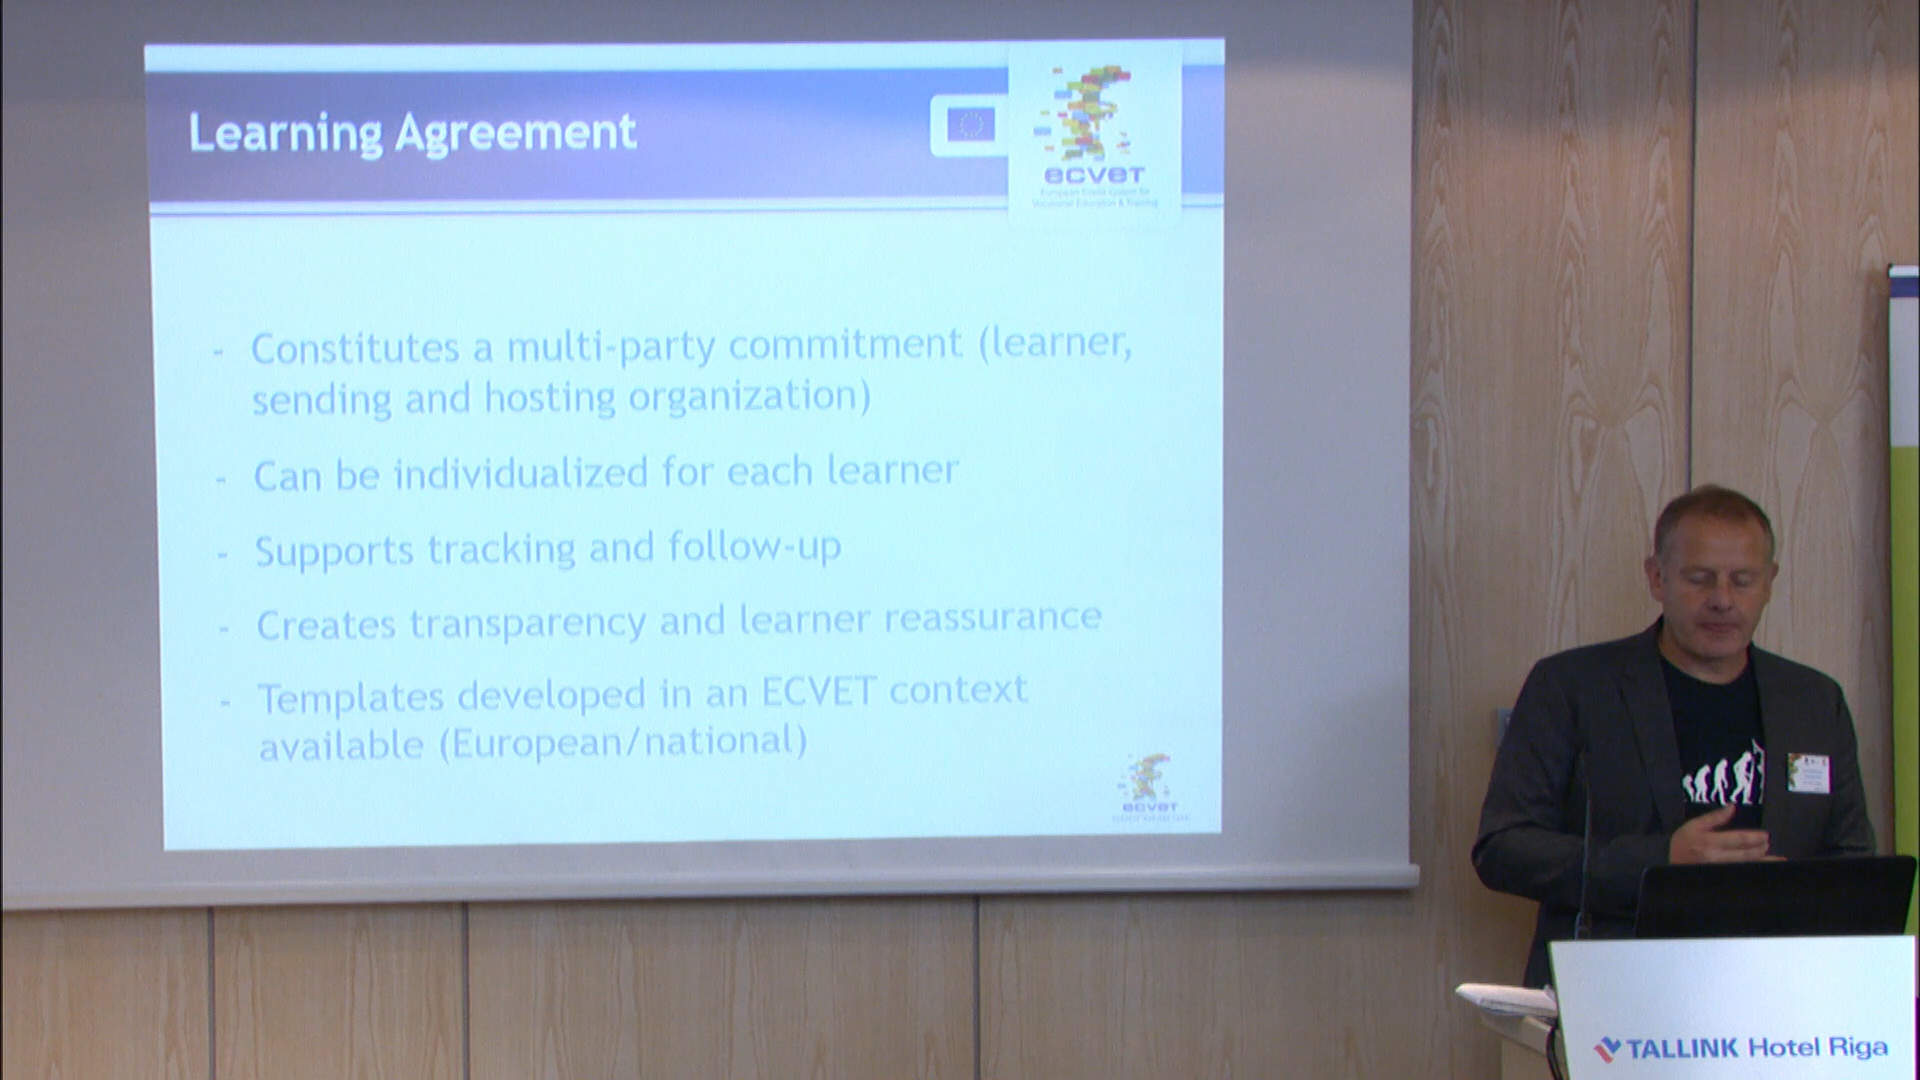 Learning Agreement
ecvet
European Credit system for
Vocational Education & Training
- Constitutes a multi-party commitment (learner,
sending and hosting organization)
- Can be individualized for each learner
- Supports tracking and follow-up
- Creates transparency and learner reassurance
- Templates developed in an ECVET context
available (European/national)
ecvet
TALLINK Hotel Riga